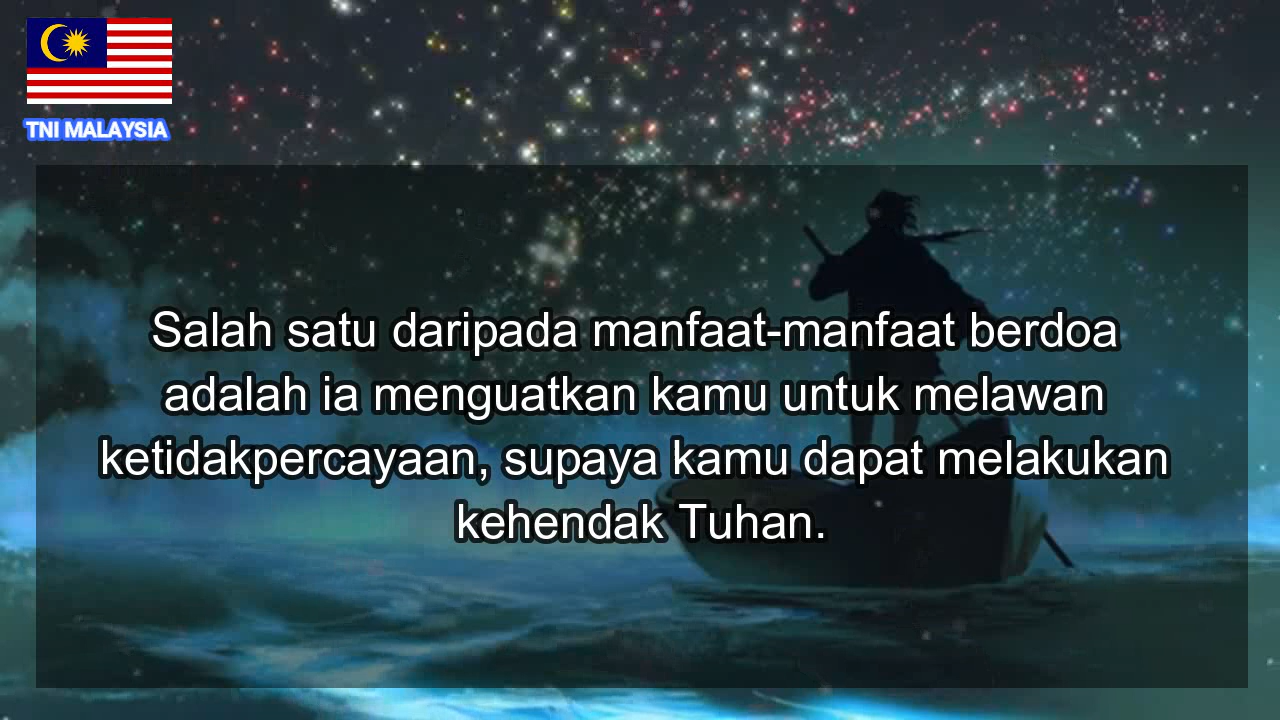 TNI MALAYSIA
Salah satu daripada manfaat-manfaat berdoa
adalah ia menguatkan kamu untuk melawan
ketidakpercayaan, supaya kamu dapat melakukan
kehendak Tuhan.